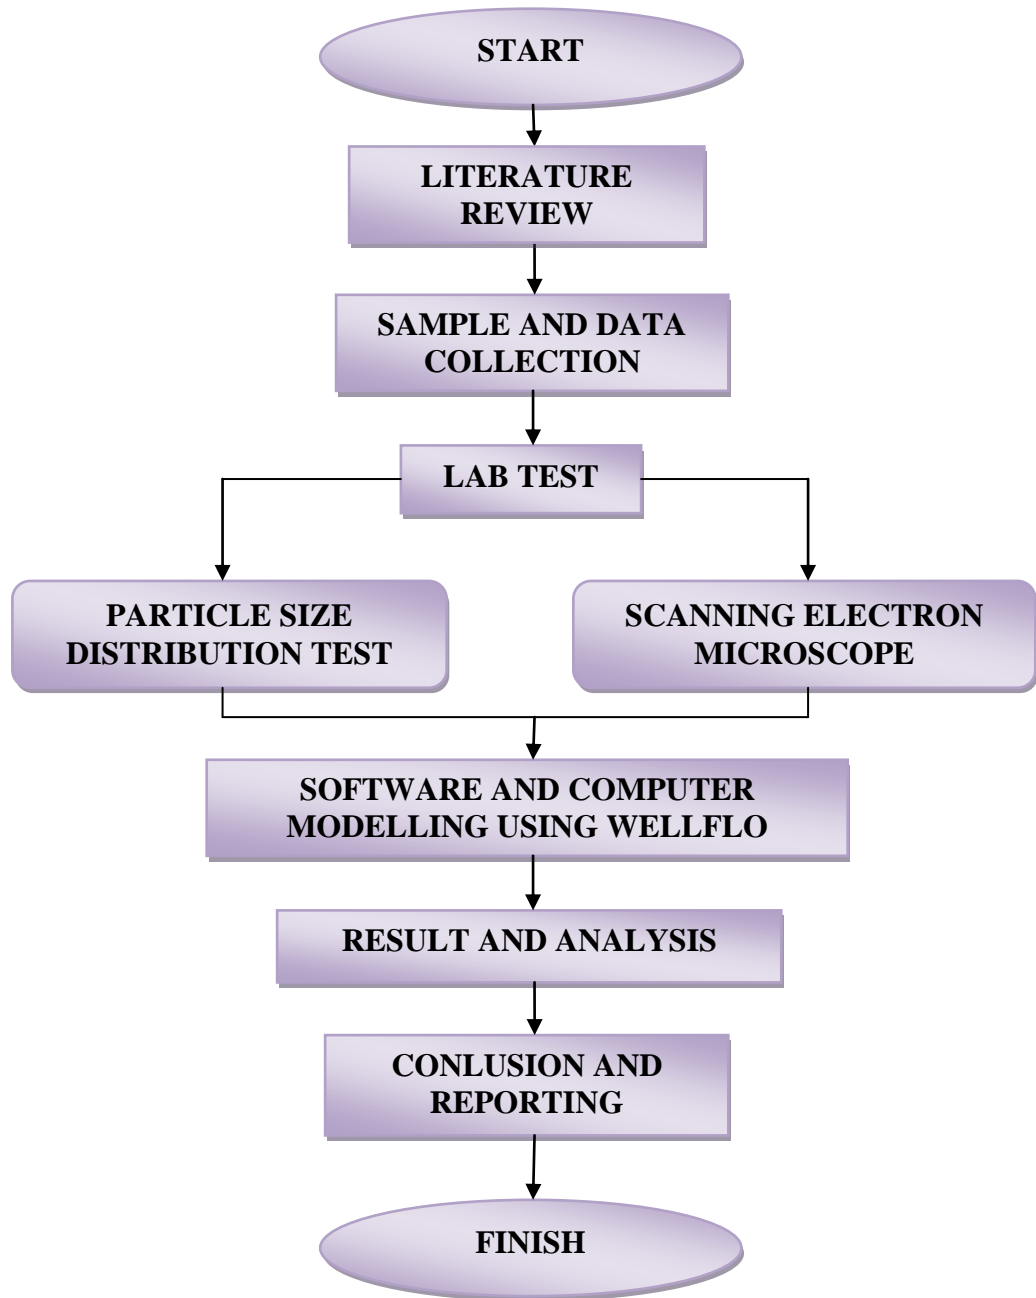 START
LITERATURE
REVIEW
SAMPLE AND DATA
COLLECTION
LAB TEST
PARTICLE SIZE
DISTRIBUTION TEST
SCANNING ELECTRON
MICROSCOPE
SOFTWARE AND COMPUTER
MODELLING USING WELLFLO
RESULT AND ANALYSIS
CONLUSION AND
REPORTING
FINISH